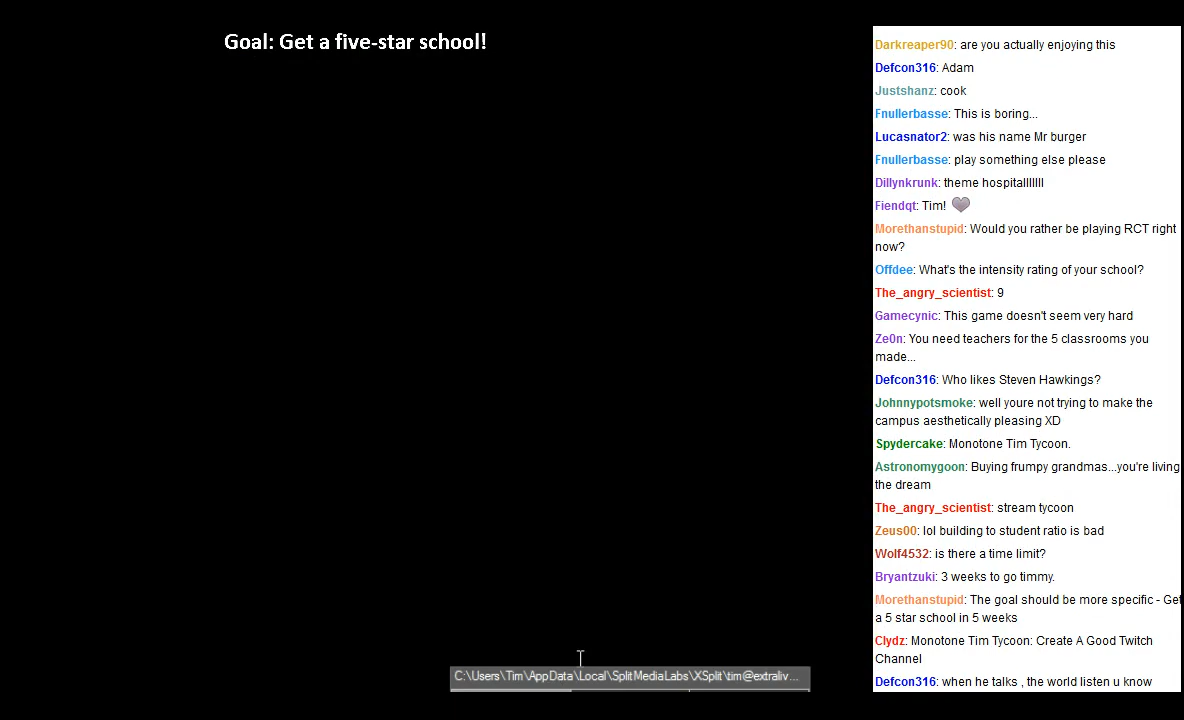 Goal: Get a five-star school!
Darkreaper90: are you actually enjoying this
Defcon316: Adam
Justshanz: cook
Fnullerbasse: This is boring...
Lucasnator2: was his name Mr burger
Fnullerbasse: play something else please
Dillynkrunk: theme hospitalllllll
Fiendqt: Tim!
Morethanstupid: Would you rather be playing RCT right
now?
Offdee: What's the intensity rating of your school?
The_angry_scientist: 9
Gamecynic: This game doesn't seem very hard
Ze0n: You need teachers for the 5 classrooms you
made...
Defcon316: Who likes Steven Hawkings?
Johnnypotsmoke: well youre not trying to make the
campus aesthetically pleasing XD
Spydercake: Monotone Tim Tycoon.
Astronomygoon: Buying frumpy grandmas...you're living
the dream
The_angry_scientist: stream tycoon
Zeus00: lol building to student ratio is bad
Wolf4532: is there a time limit?
Bryantzuki: 3 weeks to go timmy.
Morethanstupid: The goal should be more specific - Get
a 5 star school in 5 weeks
Clydz: Monotone Tim Tycoon: Create A Good Twitch
Channel
Defcon316: when he talks , the world listen u know
C:\Users\Tim\AppData\Local\SplitMediaLabs\XSplit\tim@extraliv...